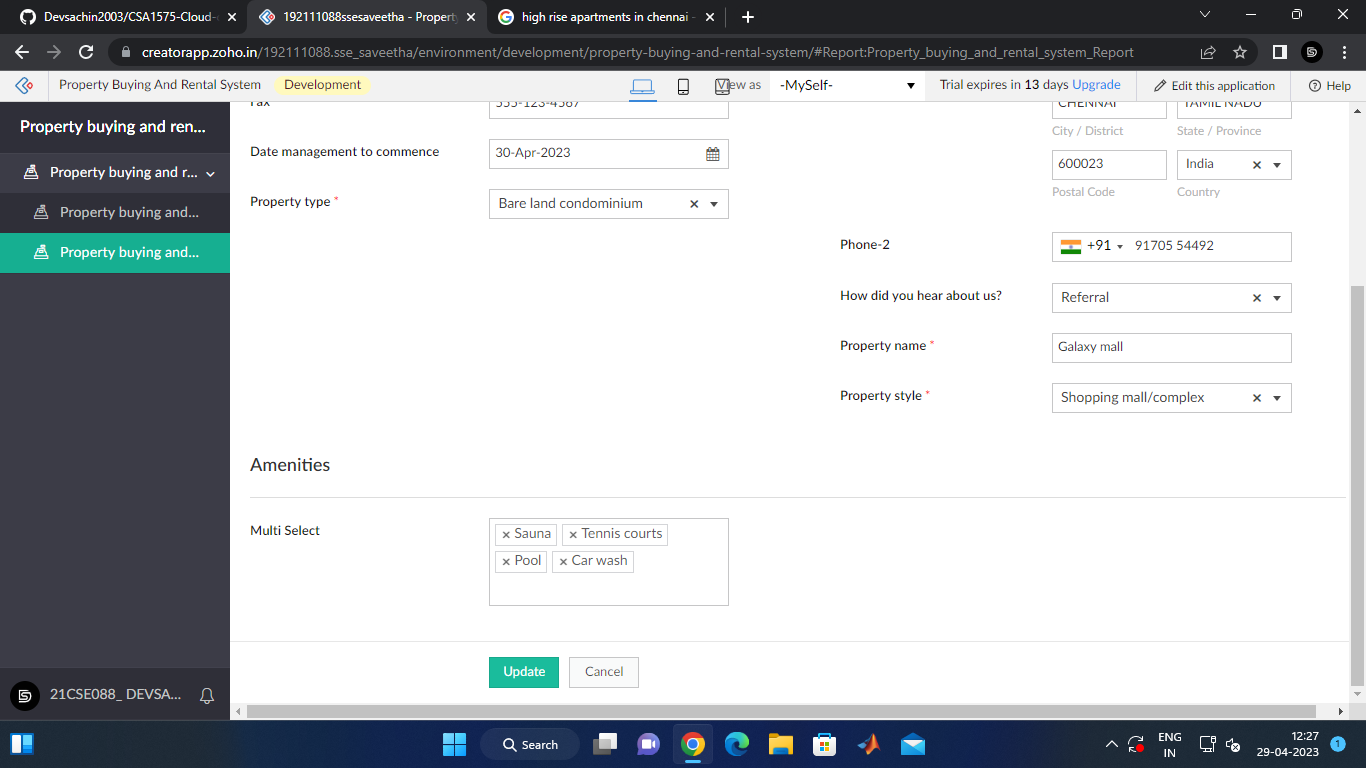 Devsachin2003/CSA1575-Cloud-
192111088ssesaveetha - Property
high rise apartments in chennai -
creatorapp.zoho.in/192111088.sse_saveetha/environment/development/property-buying-and-rental-system/#Report:Property_buying_and_rental_system_Report
Property Buying And Rental System
Development
View as
-MySelf-
Trial expires in 13 days Upgrade
Edit this application
Help
Property buying and ren...
Property buying and r...
Property buying and...
Property buying and...
21CSE088_ DEVSA...
Fax
555-123-4567
Date management to commence
30-Apr-2023
Property type *
Bare land condominium
CHENNAI
TAMIL NADU
City / District
State / Province
600023
India
Postal Code
Country
Phone-2
+91
91705 54492
How did you hear about us?
Referral
Property name *
Galaxy mall
Property style *
Shopping mall/complex
Amenities
Multi Select
× Sauna
× Tennis courts
× Pool
× Car wash
Update
Cancel
Search
ENG
IN
12:27
29-04-2023
1